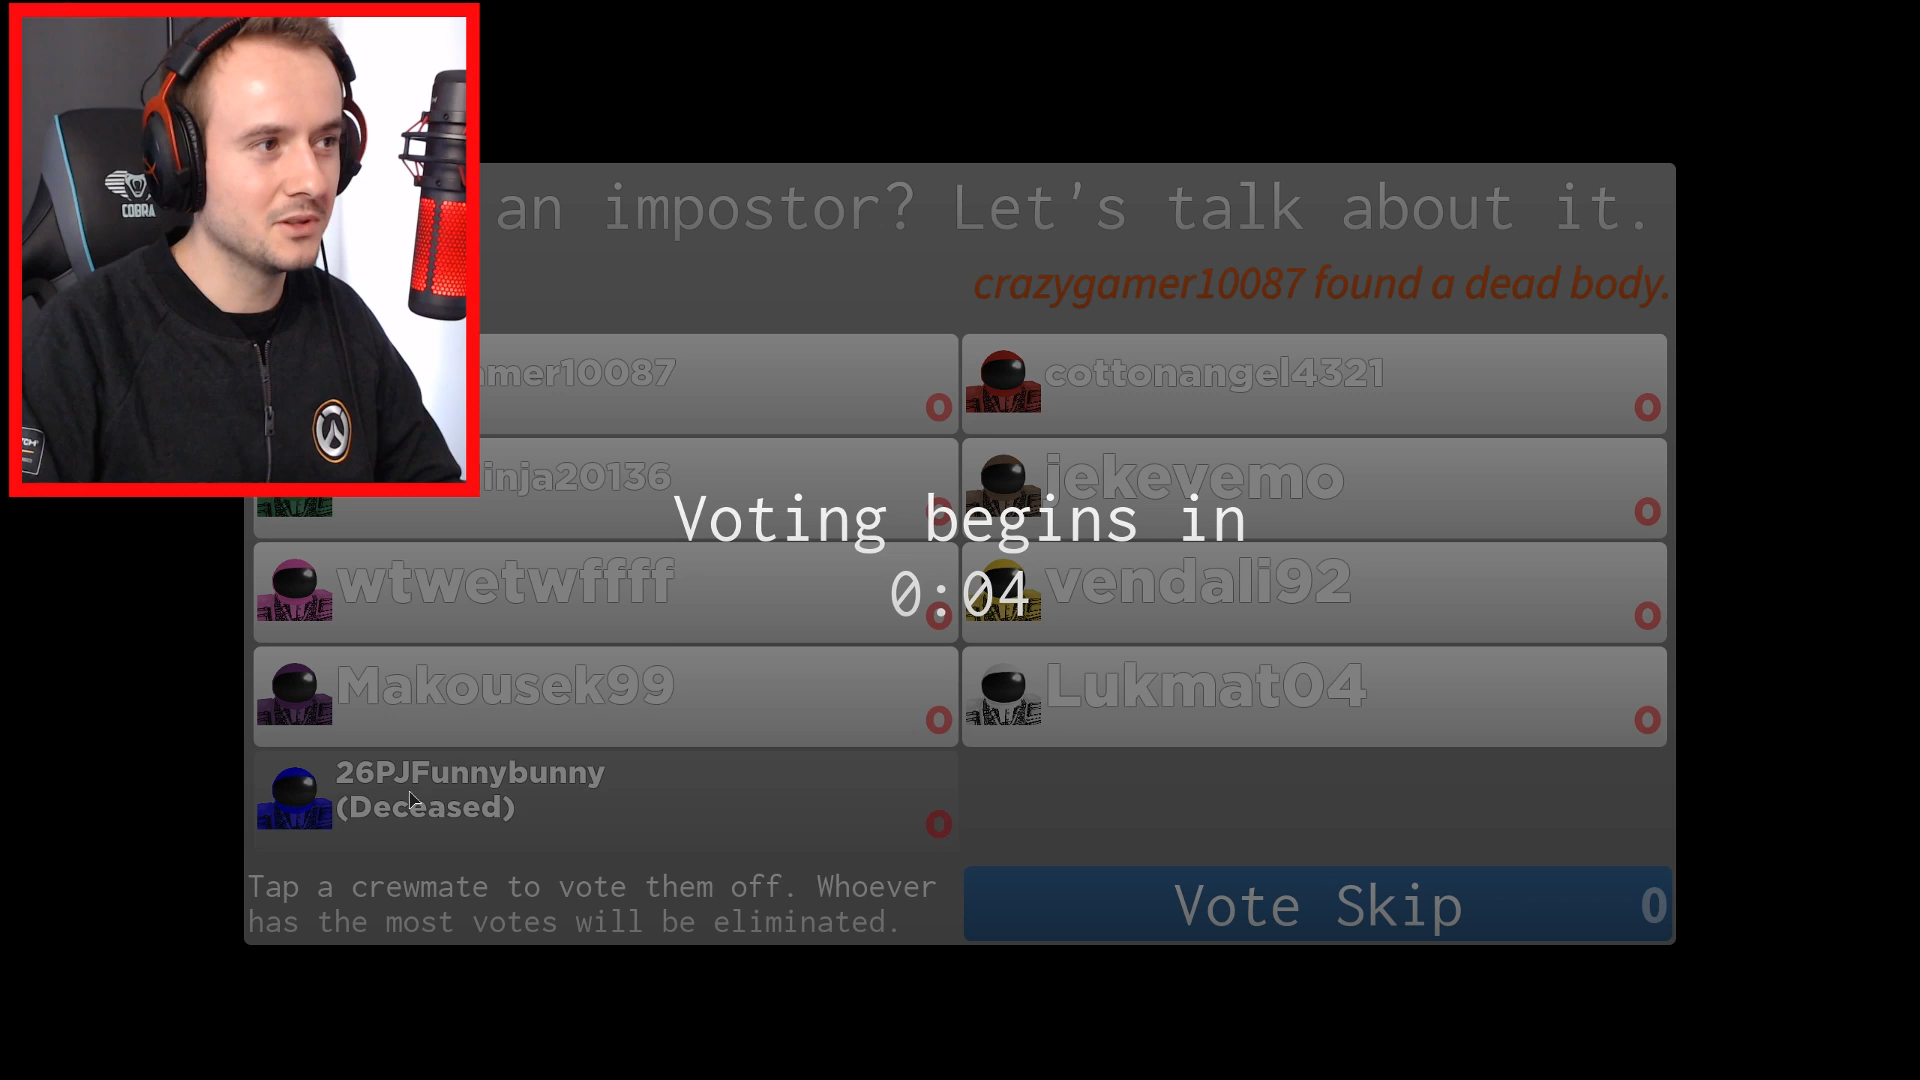 COBRA
an impostor? Let's talk about it.
crazygamer10087 found a dead body.
mer10087
0
cottonangel4321
0
inja20136
jekevemo
0
Voting begins in
0:04
wtwetwffff
0
vendali92
0
Makousek99
0
Lukmat04
0
26PJFunnybunny
(Deceased)
0
Tap a crewmate to vote them off. Whoever
has the most votes will be eliminated.
Vote Skip
0